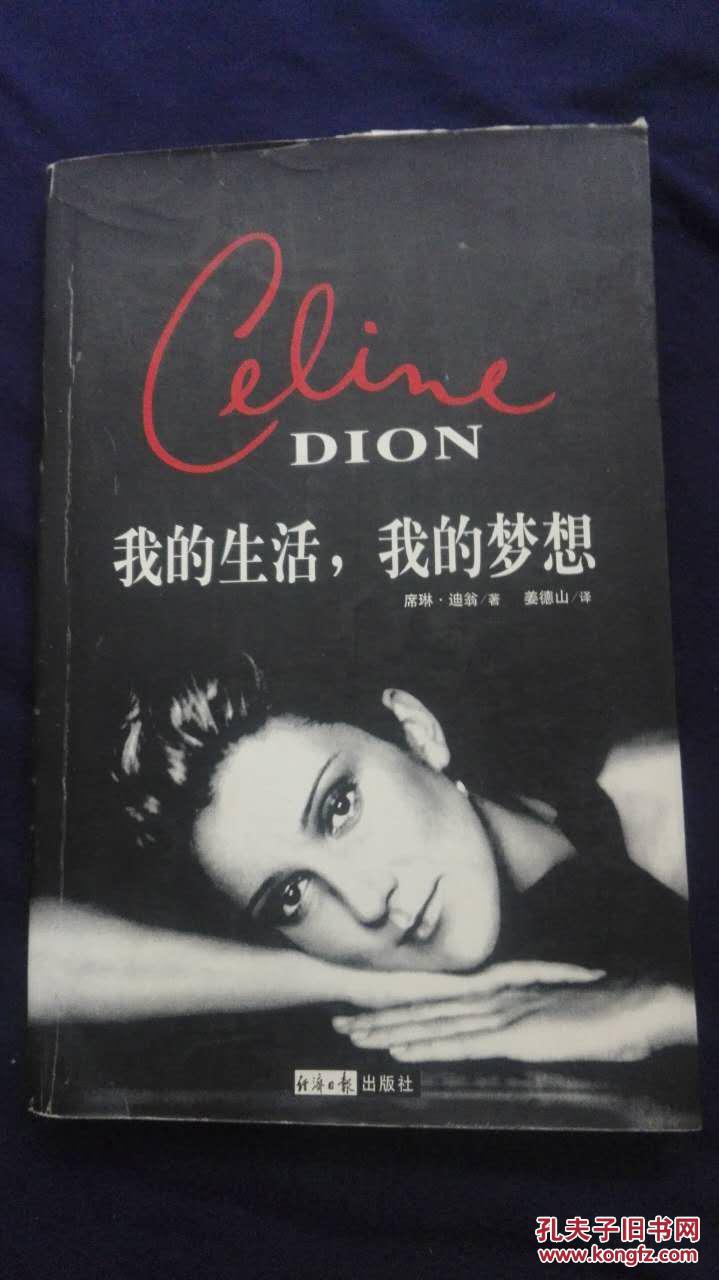 Celine
DION
我的生活，我的梦想
席琳·迪翁/著 姜德山/译
经济日报出版社
孔夫子旧书网
www.kongfz.com